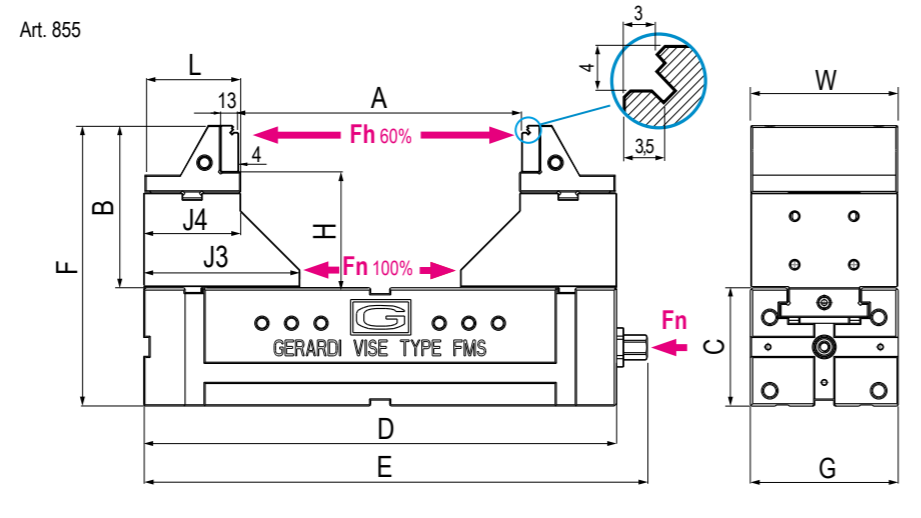 Art. 855
3
4
3,5
L
13
A
W
Fh 60%
4
B
J4
H
F
J3
Fn 100%
Fn
G
GERARDI VISE TYPE FMS
C
D
E
G